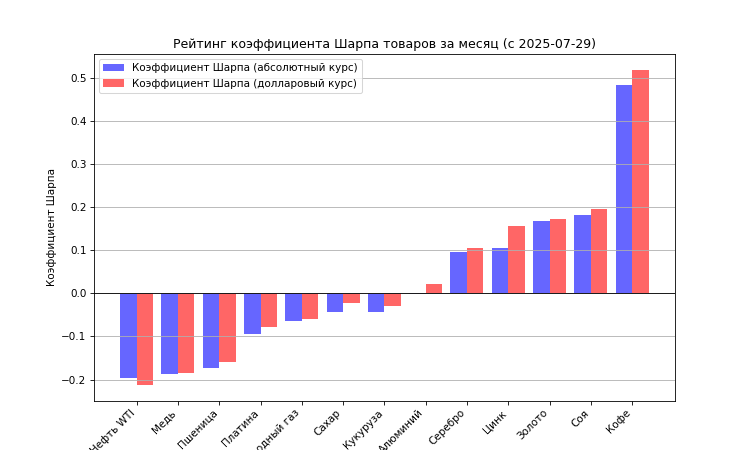 Рейтинг коэффициента Шарпа товаров за месяц (с 2025-07-29)
Коэффициент Шарпа (абсолютный курс)
Коэффициент Шарпа (долларовый курс)
Коэффициент Шарпа
0.5
0.4
0.3
0.2
0.1
0.0
−0.1
−0.2
Нефть WTI
Медь
Пшеница
Платина
одный газ
Сахар
Кукуруза
Алюминий
Серебро
Цинк
Золото
Соя
Кофе